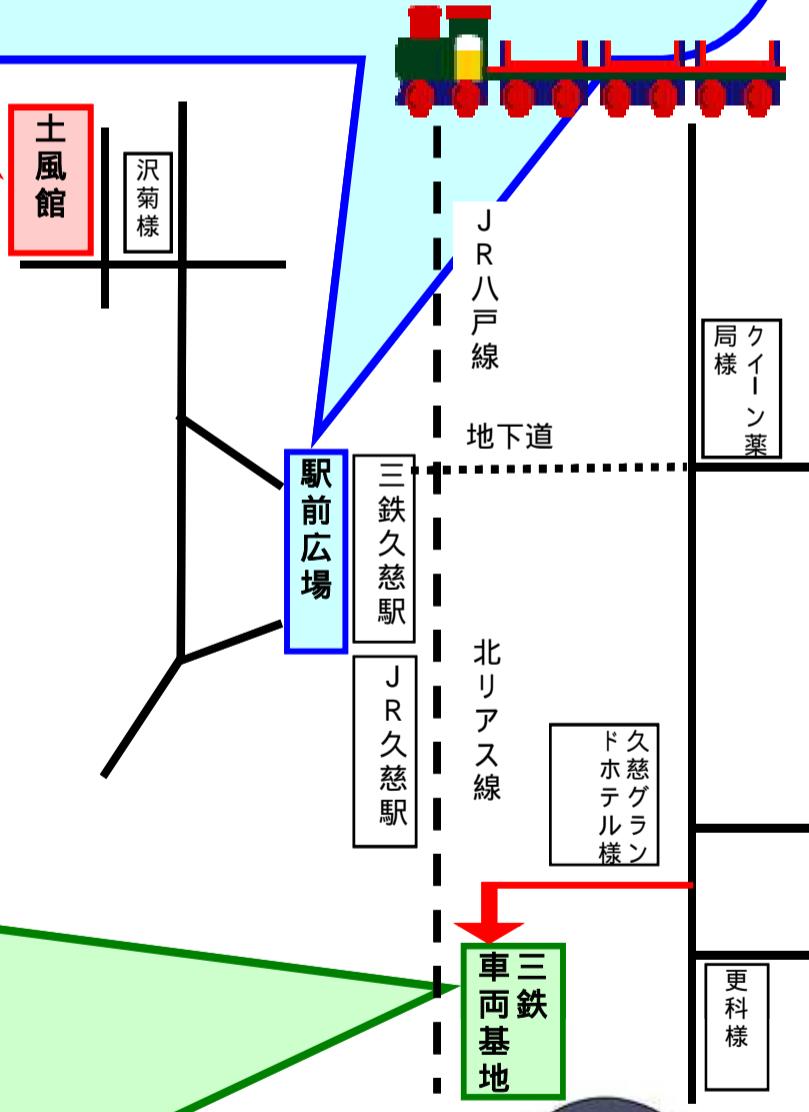 土風館
沢菊様
JR八戸線
クイーン薬
局様
地下道
駅前広場
三鉄久慈駅
JR久慈駅
北リアス線
久慈グラン
ドホテル様
三鉄
車両基地
更科様